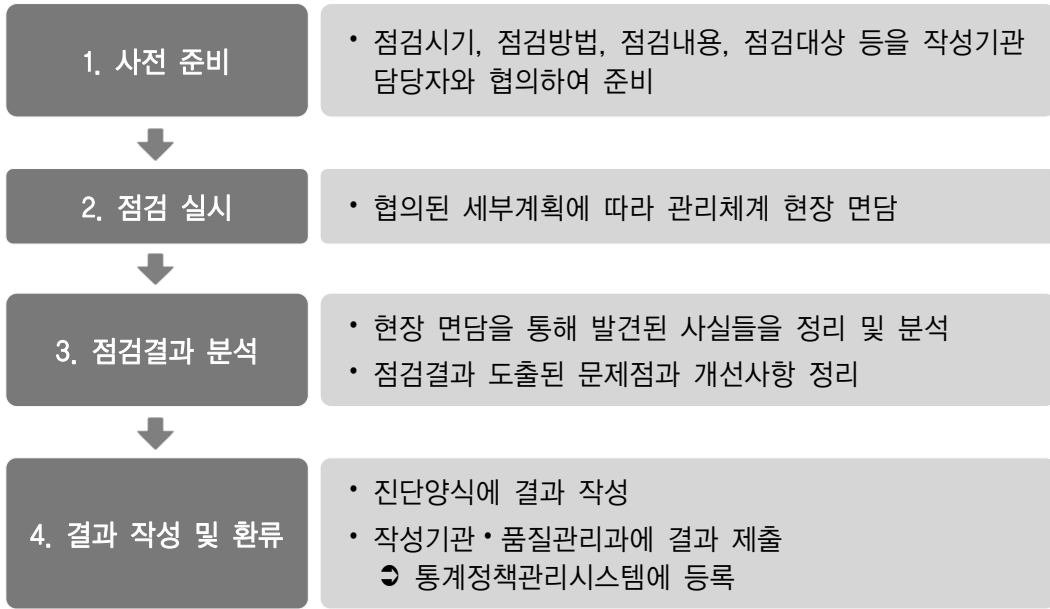 1. 사전 준비
• 점검시기, 점검방법, 점검내용, 점검대상 등을 작성기관
담당자와 협의하여 준비
2. 점검 실시
• 협의된 세부계획에 따라 관리체계 현장 면담
3. 점검결과 분석
• 현장 면담을 통해 발견된 사실들을 정리 및 분석
• 점검결과 도출된 문제점과 개선사항 정리
4. 결과 작성 및 환류
• 진단양식에 결과 작성
• 작성기관•품질관리과에 결과 제출
➲ 통계정책관리시스템에 등록